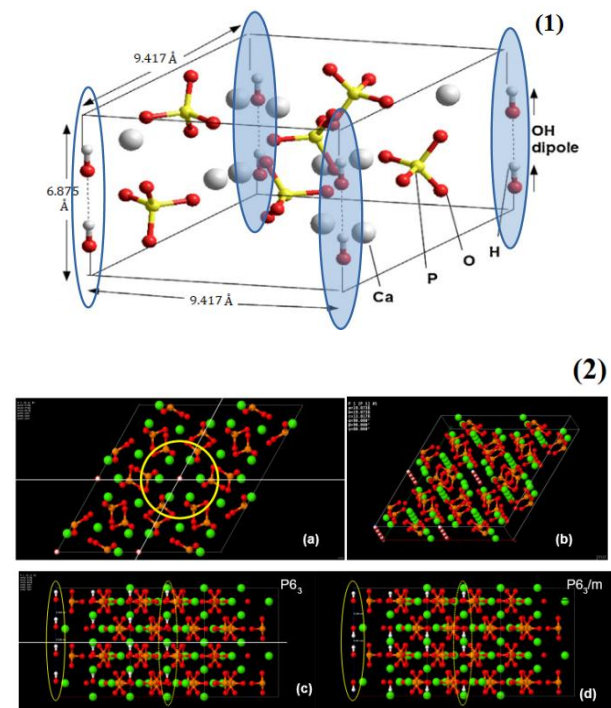 (1)
9.417 Å
6.875
Å
OH
dipole
H
O
P
Ca
9.417 Å
(2)
(a)
(b)
P6₃
P6₃/m
(c)
(d)